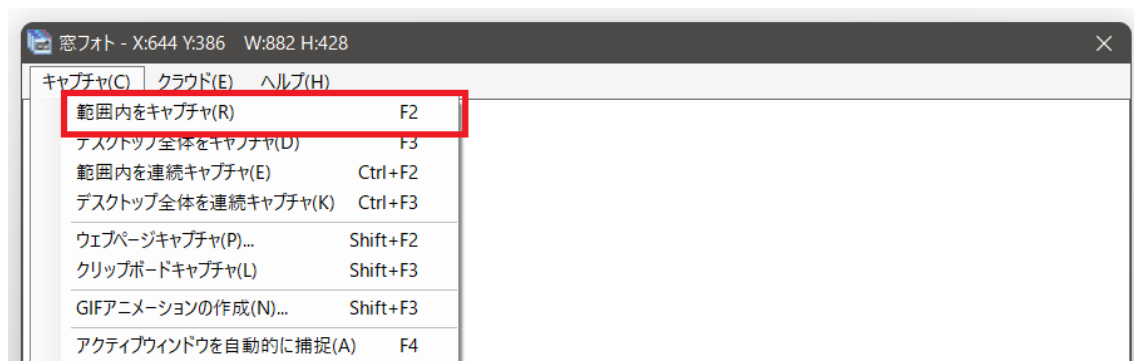 窓フォト - X:644 Y:386 W:882 H:428
キャプチャ(C) クラウド(E) ヘルプ(H)
範囲内をキャプチャ(R) F2
デスクトップ全体をキャプチャ(D) F3
範囲内を連続キャプチャ(E) Ctrl+F2
デスクトップ全体を連続キャプチャ(K) Ctrl+F3
ウェブページキャプチャ(P)... Shift+F2
クリップボードキャプチャ(L) Shift+F3
GIFアニメーションの作成(N)... Shift+F3
アクティブウィンドウを自動的に捕捉(A) F4